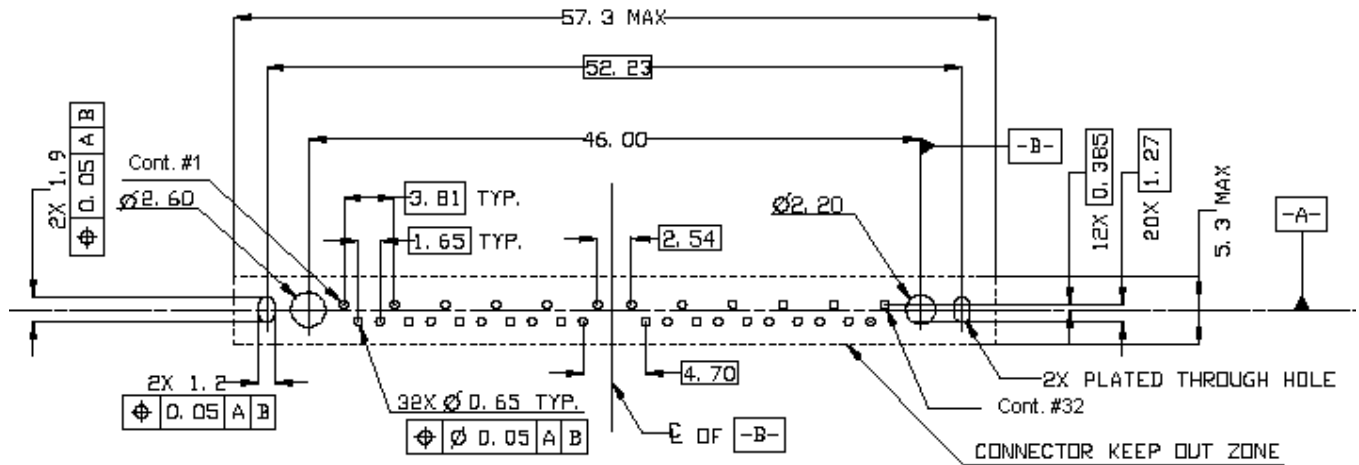 57. 3 MAX
52. 23
46. 00
-B-
2X 1. 9
⌖ 0. 05 A B
Cont. #1
Ø2. 60
3. 81 TYP.
1. 65 TYP.
2. 54
Ø2. 20
12X 0. 385
20X 1. 27
5. 3 MAX
-A-
2X 1. 2
⌖ 0. 05 A B
32X Ø 0. 65 TYP.
⌖ Ø 0. 05 A B
4. 70
℄ OF -B-
2X PLATED THROUGH HOLE
Cont. #32
CONNECTOR KEEP OUT ZONE